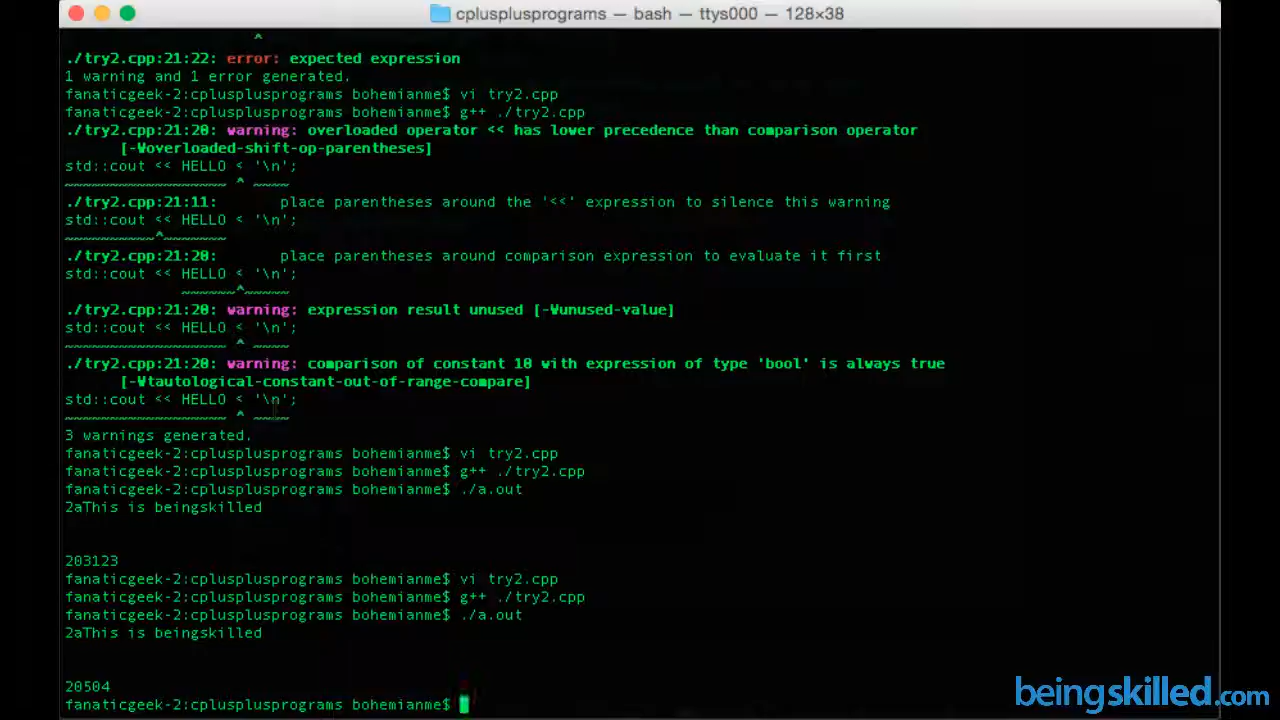 cplusplusprograms — bash — ttys000 — 128×38
^
./try2.cpp:21:22: error: expected expression
1 warning and 1 error generated.
fanaticgeek-2:cplusplusprograms bohemianme$ vi try2.cpp
fanaticgeek-2:cplusplusprograms bohemianme$ g++ ./try2.cpp
./try2.cpp:21:20: warning: overloaded operator << has lower precedence than comparison operator
[-Woverloaded-shift-op-parentheses]
std::cout << HELLO < '\n';
~~~~~~~~~~~~~~~~~~ ^ ~~~~
./try2.cpp:21:11: place parentheses around the '<<' expression to silence this warning
std::cout << HELLO < '\n';
~~~~~~~~~~^~~~~~~~
./try2.cpp:21:20: place parentheses around comparison expression to evaluate it first
std::cout << HELLO < '\n';
~~~~~~^~~~~~
./try2.cpp:21:20: warning: expression result unused [-Wunused-value]
std::cout << HELLO < '\n';
~~~~~~~~~~~~~~~~~~ ^ ~~~~
./try2.cpp:21:20: warning: comparison of constant 10 with expression of type 'bool' is always true
[-Wtautological-constant-out-of-range-compare]
std::cout << HELLO < '\n';
~~~~~~~~~~~~~~~~~~ ^ ~~~~
3 warnings generated.
fanaticgeek-2:cplusplusprograms bohemianme$ vi try2.cpp
fanaticgeek-2:cplusplusprograms bohemianme$ g++ ./try2.cpp
fanaticgeek-2:cplusplusprograms bohemianme$ ./a.out
2aThis is beingskilled
203123
fanaticgeek-2:cplusplusprograms bohemianme$ vi try2.cpp
fanaticgeek-2:cplusplusprograms bohemianme$ g++ ./try2.cpp
fanaticgeek-2:cplusplusprograms bohemianme$ ./a.out
2aThis is beingskilled
20504
fanaticgeek-2:cplusplusprograms bohemianme$
beingskilled.com